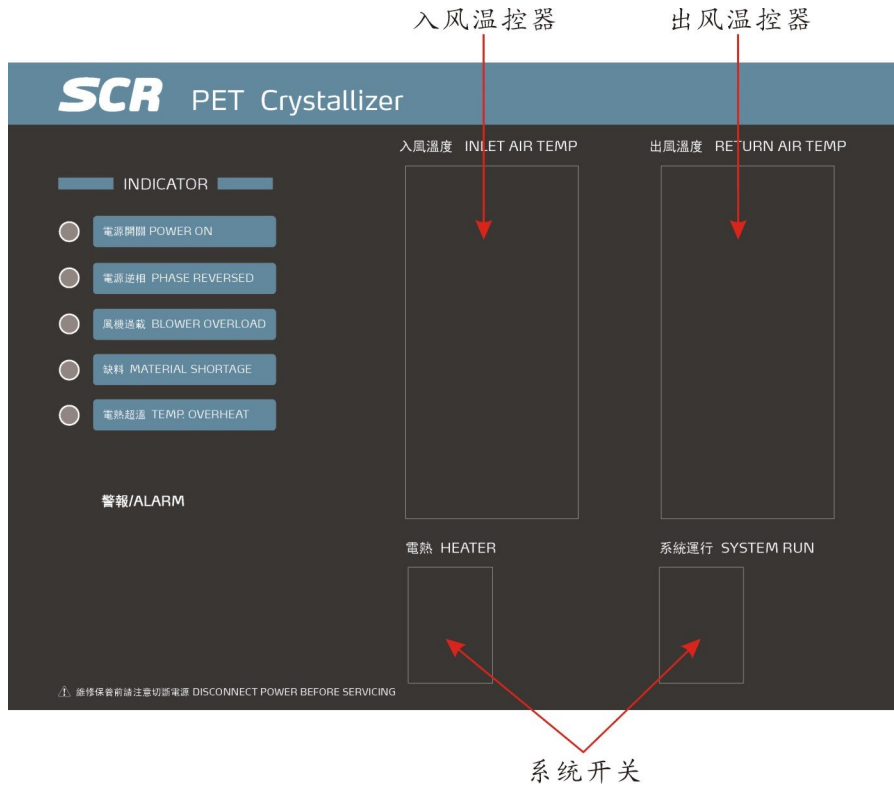 入风温控器 出风温控器
SCR PET Crystallizer
入風溫度 INLET AIR TEMP 出風溫度 RETURN AIR TEMP
INDICATOR
電源開關 POWER ON
電源逆相 PHASE REVERSED
風機過載 BLOWER OVERLOAD
缺料 MATERIAL SHORTAGE
電熱超溫 TEMP. OVERHEAT
警報/ALARM
電熱 HEATER 系統運行 SYSTEM RUN
維修保養前請注意切斷電源 DISCONNECT POWER BEFORE SERVICING
系统开关